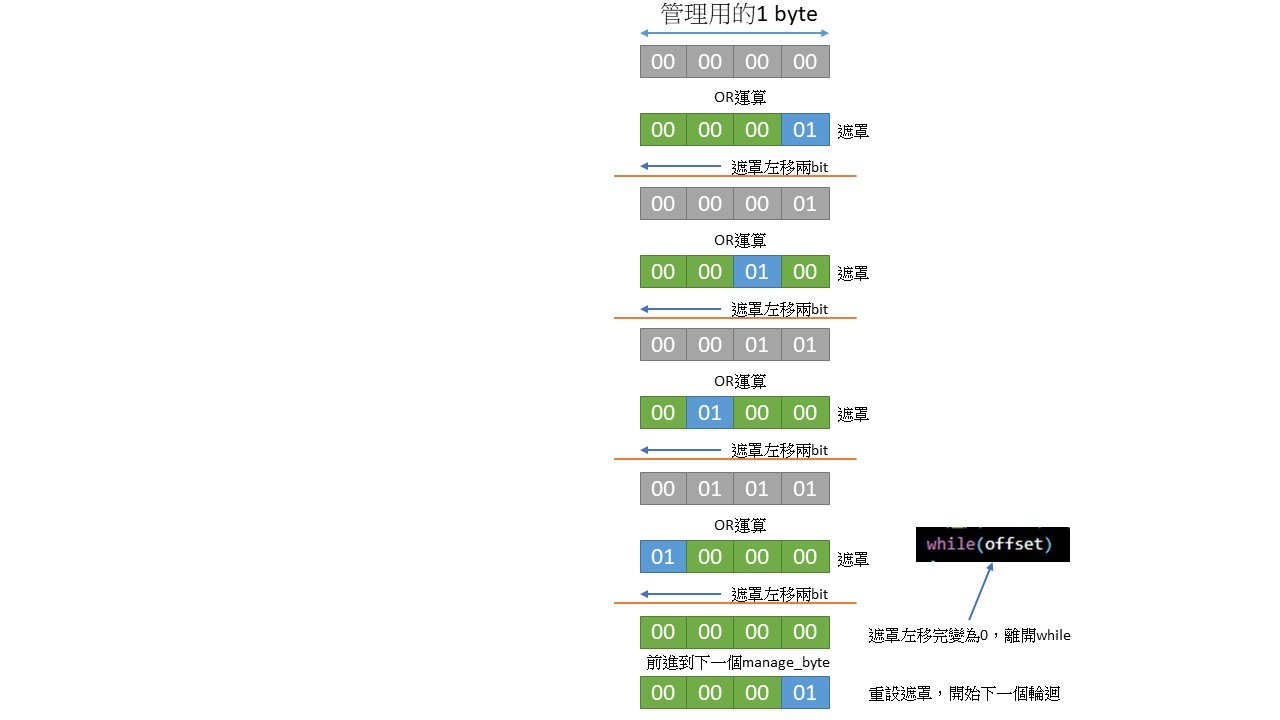 管理用的1 byte
00 00 00 00
OR運算
00 00 00 01 遮罩
遮罩左移兩bit
00 00 00 01
OR運算
00 00 01 00 遮罩
遮罩左移兩bit
00 00 01 01
OR運算
00 01 00 00 遮罩
遮罩左移兩bit
00 01 01 01
OR運算
while(offset)
01 00 00 00 遮罩
遮罩左移兩bit
00 00 00 00
遮罩左移完變為0，離開while
前進到下一個manage_byte
00 00 00 01
重設遮罩，開始下一個輪迴